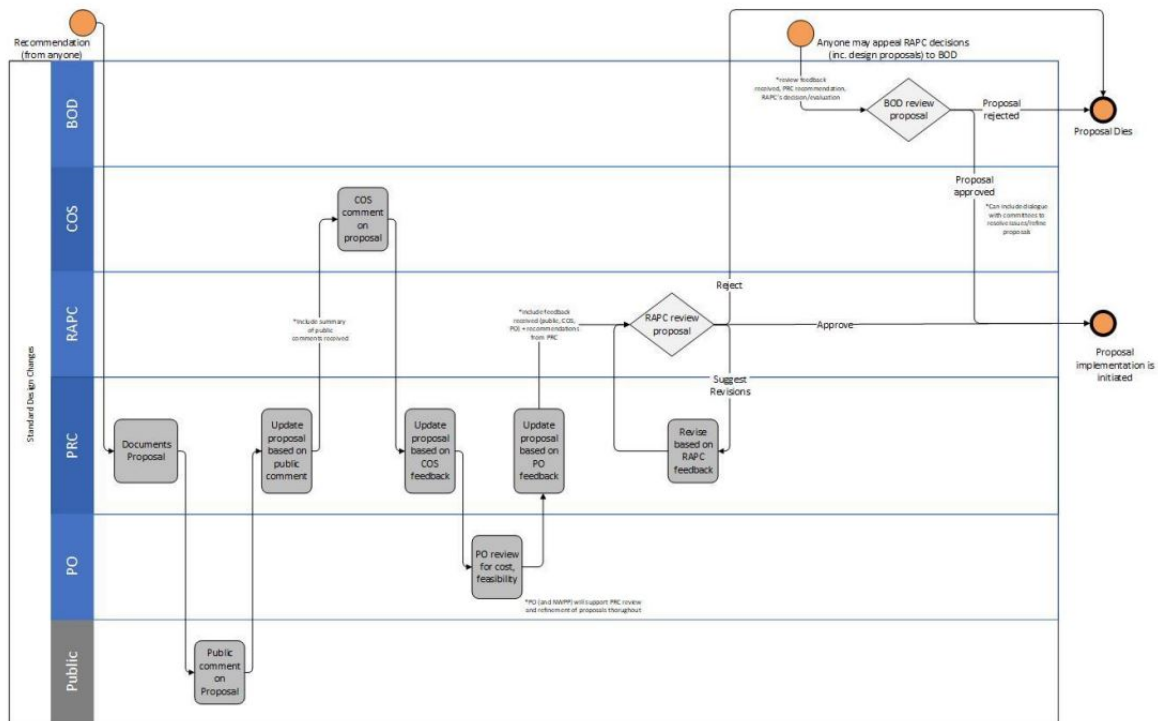 Recommendation
(from anyone)
Anyone may appeal RAPC decisions
(inc. design proposals) to BOD
Standard Design Changes
BOD
*review feedback
received, PRC recommendation,
RAPC's decision/evaluation
BOD review
proposal
Proposal
rejected
Proposal Dies
COS
COS
comment
on
proposal
Proposal
approved
*Can include dialogue
with committees to
resolve issues/refine
proposals
RAPC
*include summary
of public
comments received
*include feedback
received (public, COS,
PO) + recommendations
from PRC
RAPC review
proposal
Reject
Approve
Suggest
Revisions
Proposal
implementation is
initiated
PRC
Documents
Proposal
Update
proposal
based on
public
comment
Update
proposal
based on
COS
feedback
Update
proposal
based on
PO
feedback
Revise
based on
RAPC
feedback
PO
PO review
for cost,
feasibility
*PO (and NWPP) will support PRC review
and refinement of proposals thorughout
Public
Public
comment
on
Proposal